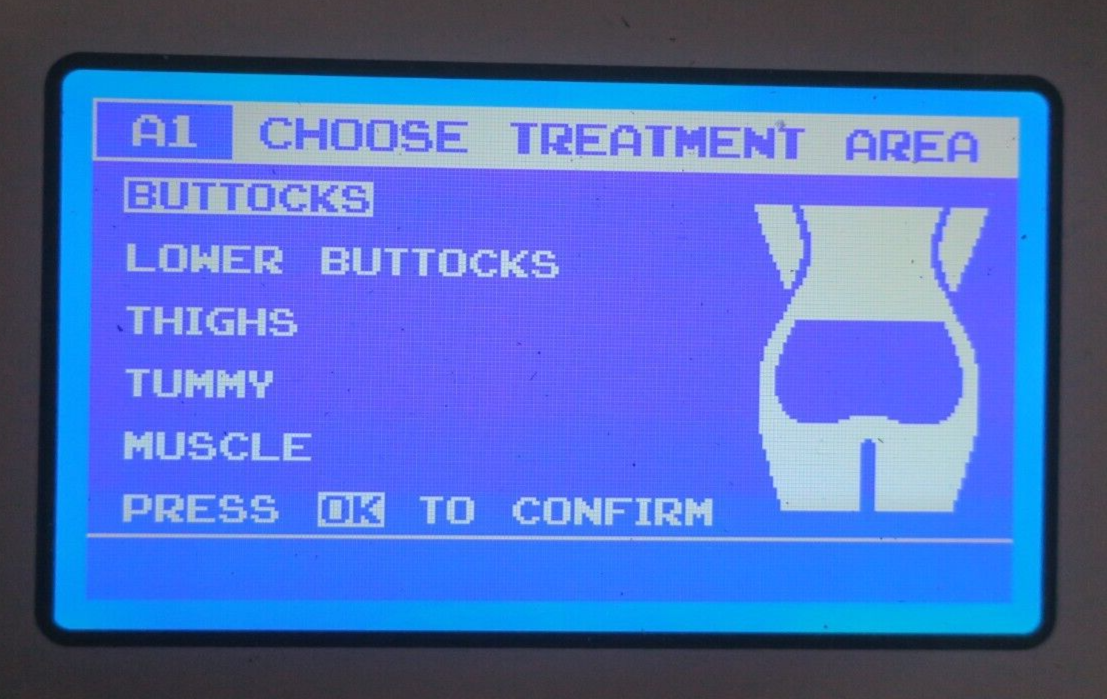 A1 CHOOSE TREATMENT AREA
BUTTOCKS
LOWER BUTTOCKS
THIGHS
TUMMY
MUSCLE
PRESS OK TO CONFIRM